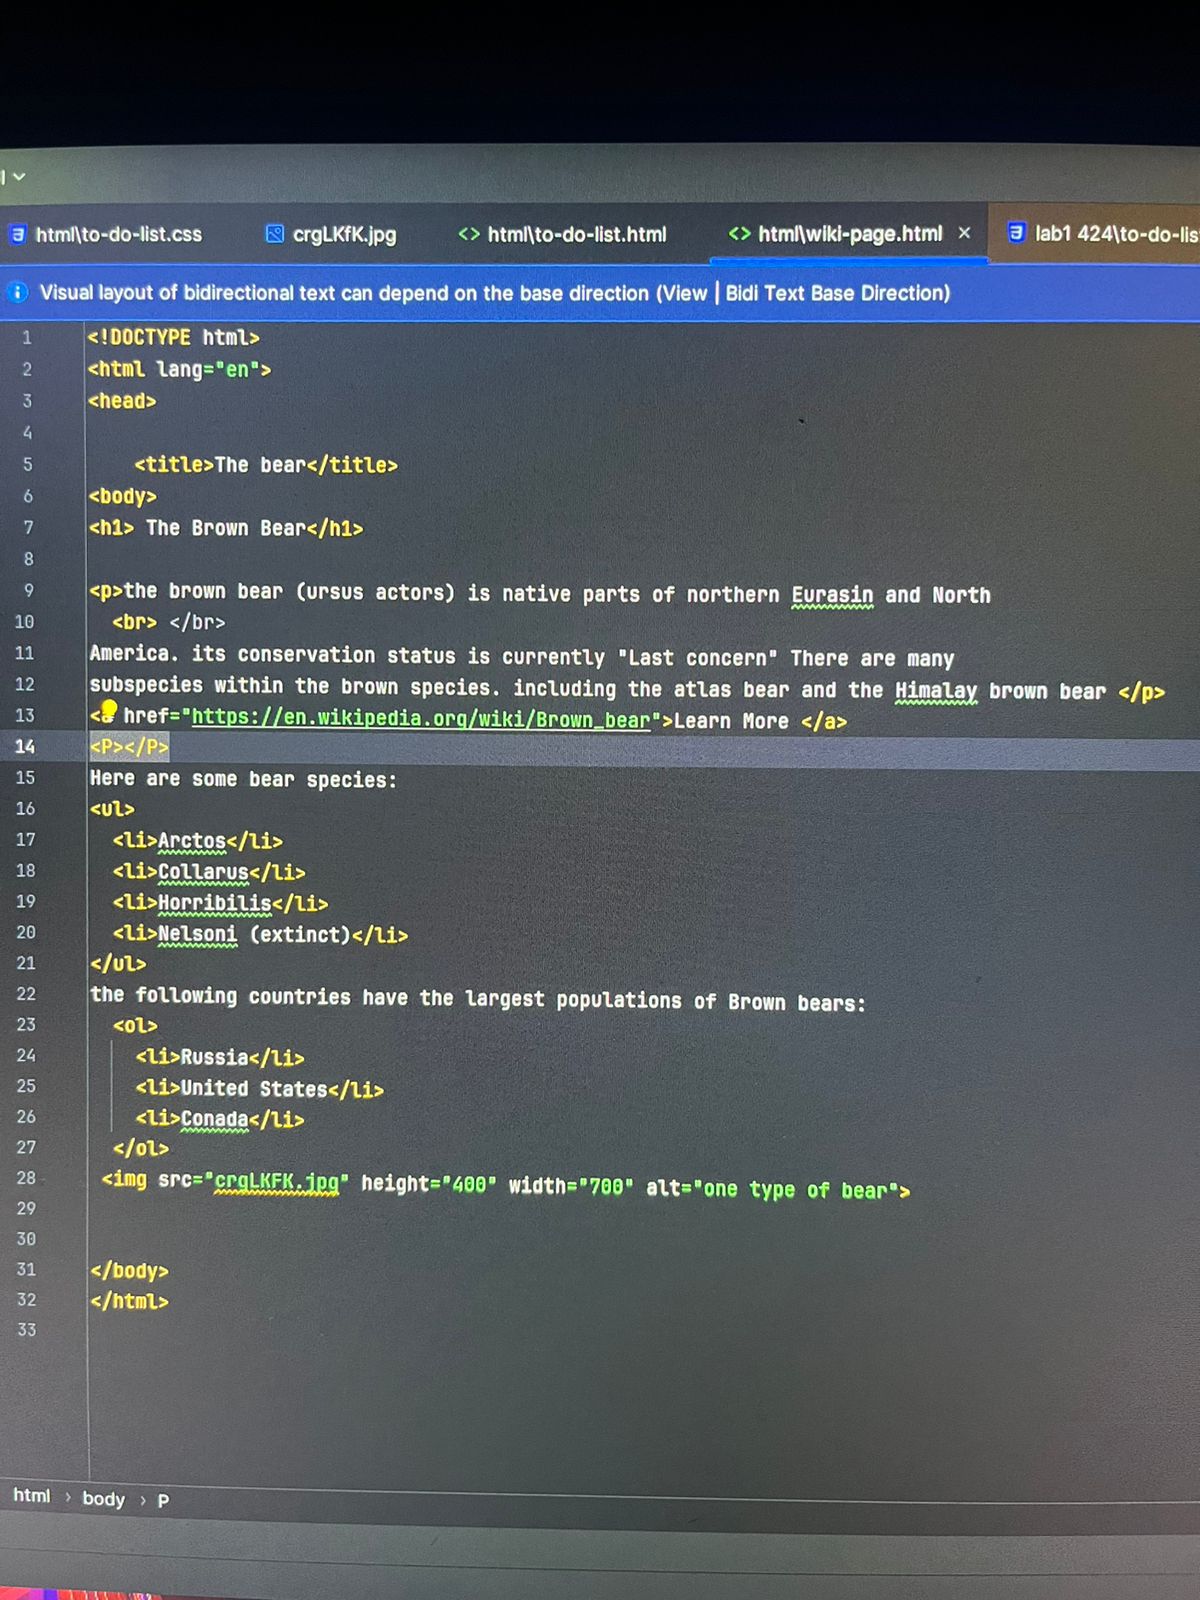 html\to-do-list.css crgLKfK.jpg <> html\to-do-list.html <> html\wiki-page.html × lab1 424\to-do-lis
Visual layout of bidirectional text can depend on the base direction (View | Bidi Text Base Direction)
1 <!DOCTYPE html>
2 <html lang="en">
3 <head>
4
5 <title>The bear</title>
6 <body>
7 <h1> The Brown Bear</h1>
8
9 <p>the brown bear (ursus actors) is native parts of northern Eurasin and North
10 <br> </br>
11 America. its conservation status is currently "Last concern" There are many
12 subspecies within the brown species. including the atlas bear and the Himalay brown bear </p>
13 <a href="https://en.wikipedia.org/wiki/Brown_bear">Learn More </a>
14 <P></P>
15 Here are some bear species:
16 <ul>
17 <li>Arctos</li>
18 <li>Collarus</li>
19 <li>Horribilis</li>
20 <li>Nelsoni (extinct)</li>
21 </ul>
22 the following countries have the largest populations of Brown bears:
23 <ol>
24 <li>Russia</li>
25 <li>United States</li>
26 <li>Conada</li>
27 </ol>
28 <img src="crgLKFK.jpg" height="400" width="700" alt="one type of bear">
29
30
31 </body>
32 </html>
33
html › body › P